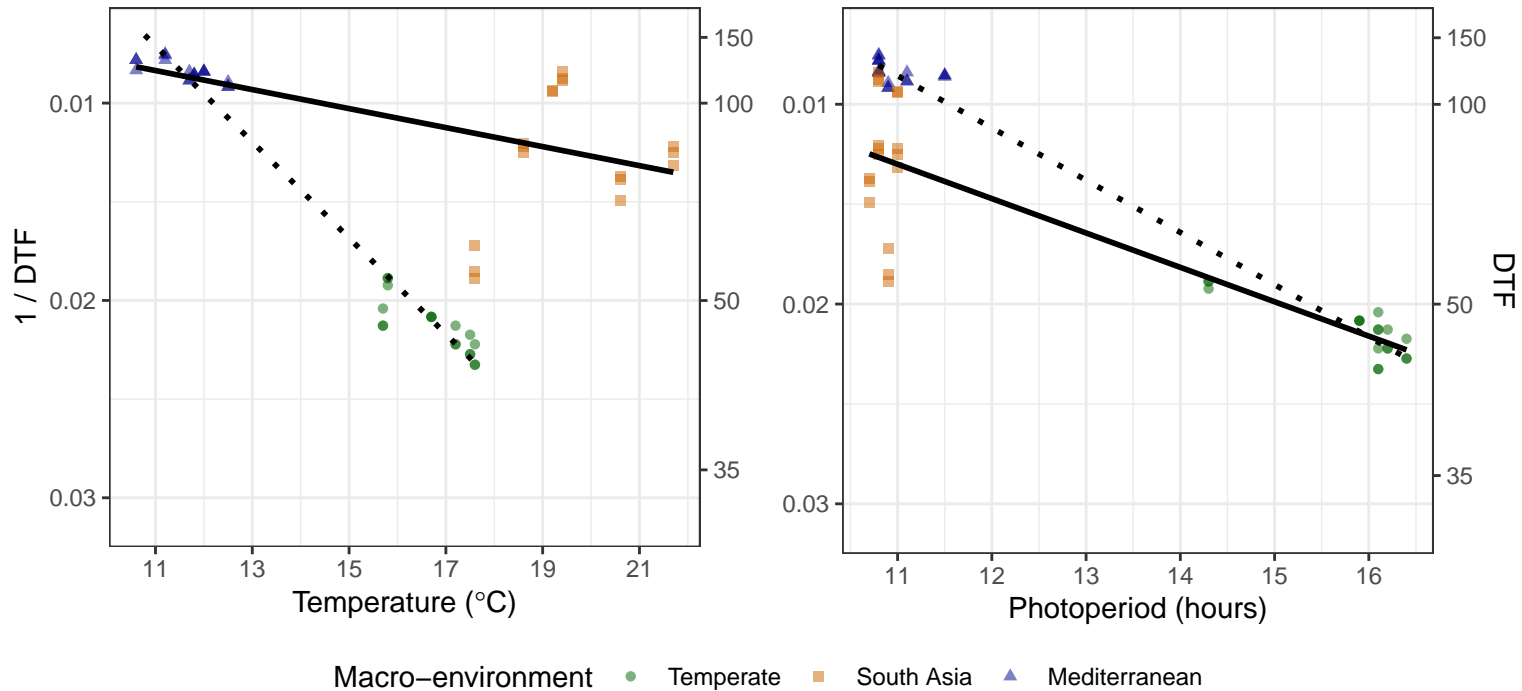 1 / DTF
0.01
0.02
0.03
150
100
50
35
11 13 15 17 19 21
Temperature (°C)
0.01
0.02
0.03
150
100
50
35
DTF
11 12 13 14 15 16
Photoperiod (hours)
Macro−environment Temperate South Asia Mediterranean